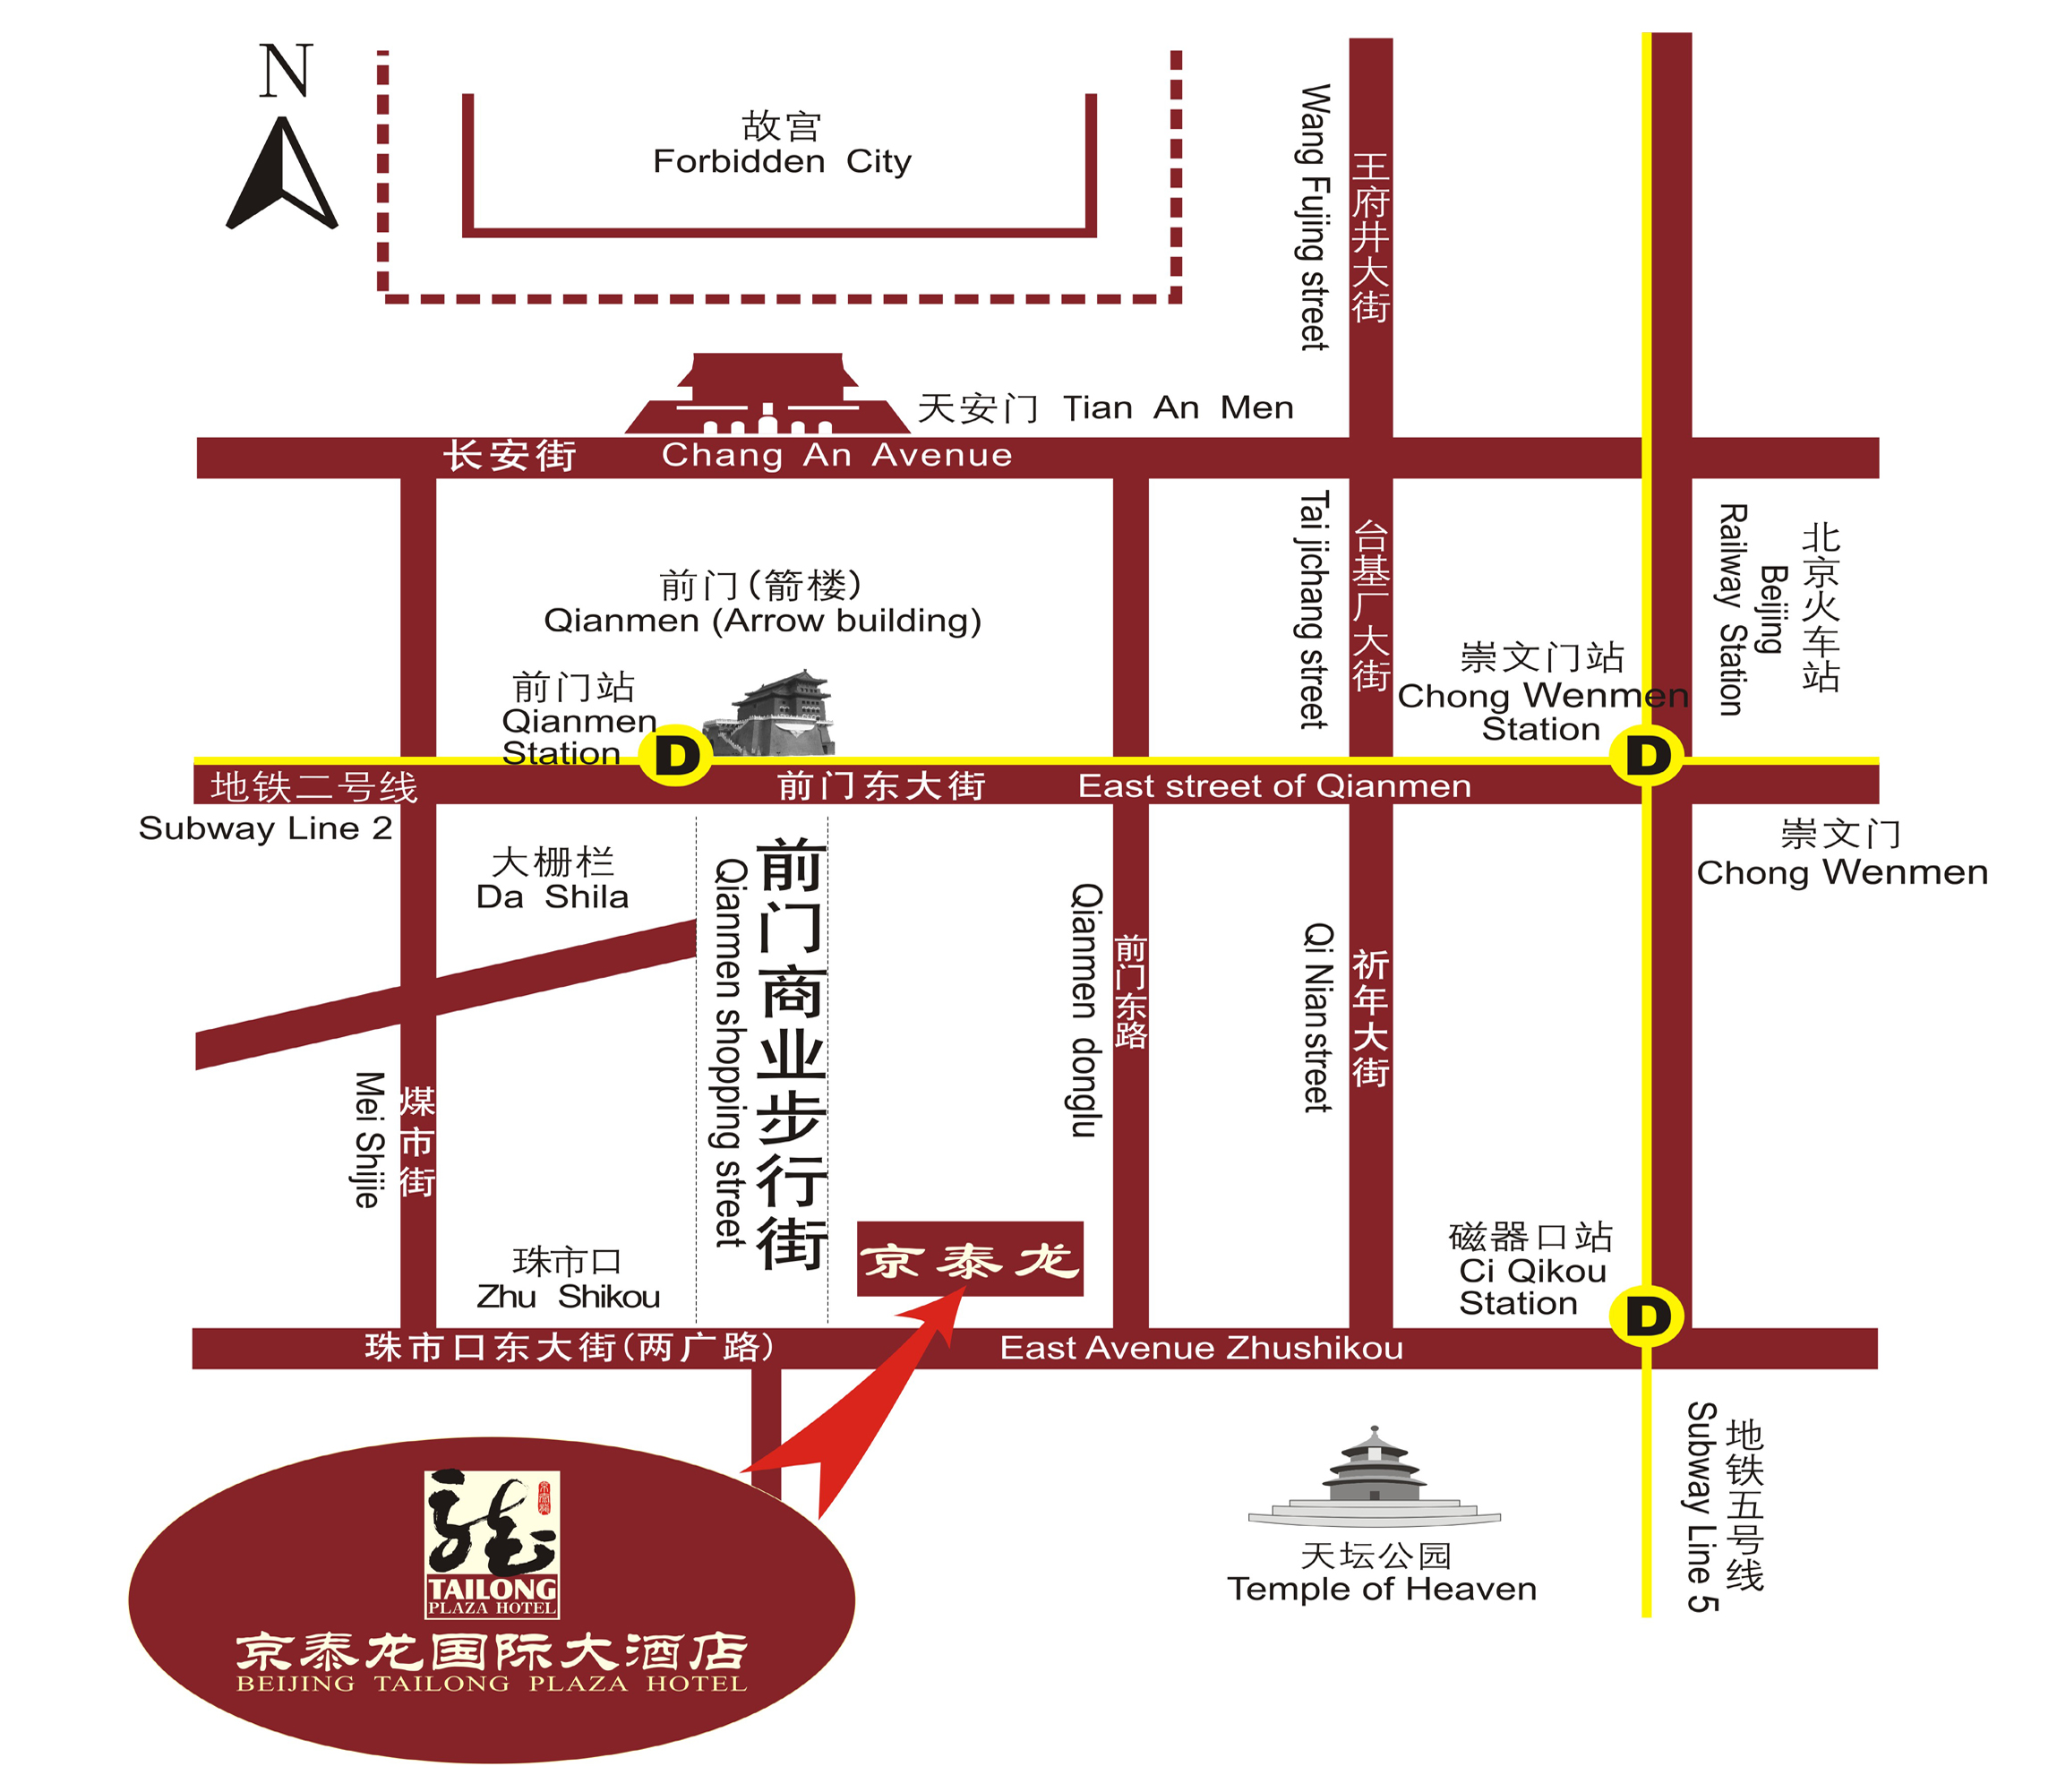 N
故宫
Forbidden City
Wang Fujing street
王府井大街
天安门 Tian An Men
长安街 Chang An Avenue
前门(箭楼)
Qianmen (Arrow building)
前门站
Qianmen
Station
D
Tai jichang street
台基厂大街
崇文门站
Chong Wenmen
Station
D
Beijing
Railway Station
北京火车站
地铁二号线
Subway Line 2
前门东大街 East street of Qianmen
崇文门
Chong Wenmen
大栅栏
Da Shila
Qianmen shopping street
前门商业步行街
Qianmen donglu
前门东路
Qi Nianstreet
祈年大街
Mei Shijie
煤市街
珠市口
Zhu Shikou
京泰龙
磁器口站
Ci Qikou
Station
D
珠市口东大街(两广路) East Avenue Zhushikou
天坛公园
Temple of Heaven
Subway Line 5
地铁五号线
龙
京泰龙
TAILONG
PLAZA HOTEL
京泰龙国际大酒店
BEIJING TAILONG PLAZA HOTEL